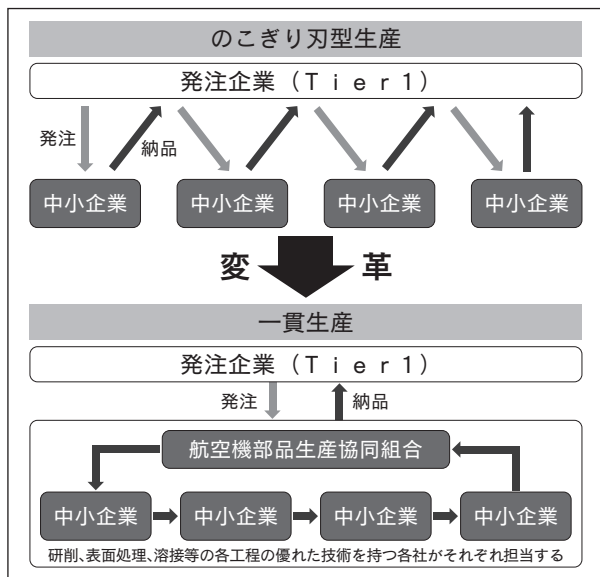 のこぎり刃型生産
発注企業（Ｔｉｅｒ１）
発注
納品
中小企業
中小企業
中小企業
中小企業
変 革
一貫生産
発注企業（Ｔｉｅｒ１）
発注
納品
航空機部品生産協同組合
中小企業
中小企業
中小企業
中小企業
研削、表面処理、溶接等の各工程の優れた技術を持つ各社がそれぞれ担当する